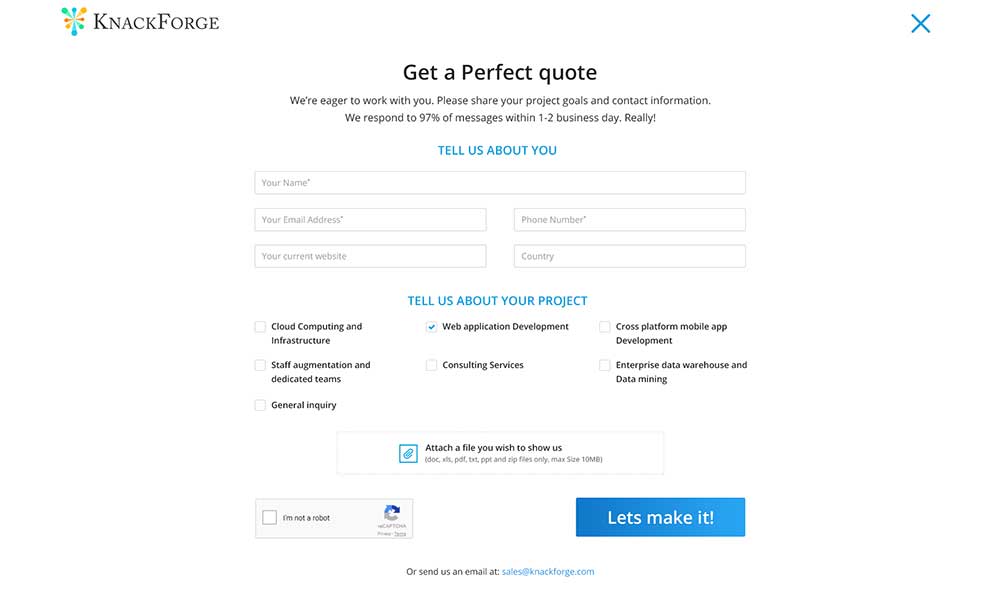 KNACKFORGE
Get a Perfect quote
We're eager to work with you. Please share your project goals and contact information.
We respond to 97% of messages within 1-2 business day. Really!
TELL US ABOUT YOU
Your Name*
Your Email Address*
Phone Number*
Your current website
Country
TELL US ABOUT YOUR PROJECT
Cloud Computing and
Infrastructure
Web application Development
Cross platform mobile app
Development
Staff augmentation and
dedicated teams
Consulting Services
Enterprise data warehouse and
Data mining
General inquiry
Attach a file you wish to show us
(doc, xls, pdf, txt, ppt and zip files only, max Size 10MB)
I'm not a robot
reCAPTCHA
Privacy - Terms
Lets make it!
Or send us an email at: sales@knackforge.com